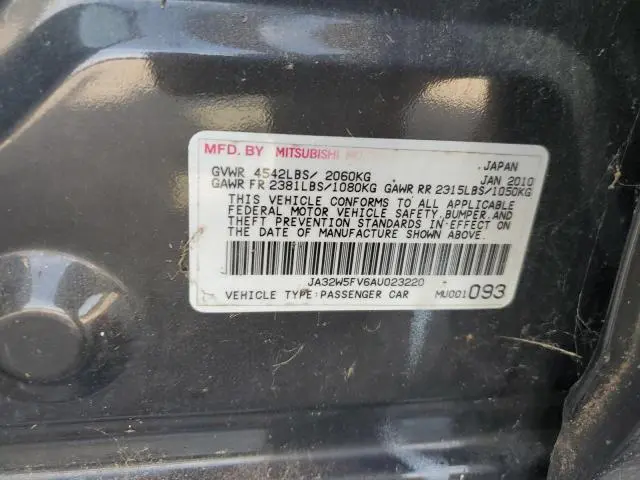 MFD. BY MITSUBISHI
JAPAN
GVWR 4542LBS/ 2060KG JAN 2010
GAWR FR 2381LBS/1080KG GAWR RR 2315LBS/1050KG
THIS VEHICLE CONFORMS TO ALL APPLICABLE
FEDERAL MOTOR VEHICLE SAFETY, BUMPER, AND
THEFT PREVENTION STANDARDS IN EFFECT ON
THE DATE OF MANUFACTURE SHOWN ABOVE.
JA32W5FV6AU023220
VEHICLE TYPE:PASSENGER CAR MU001093